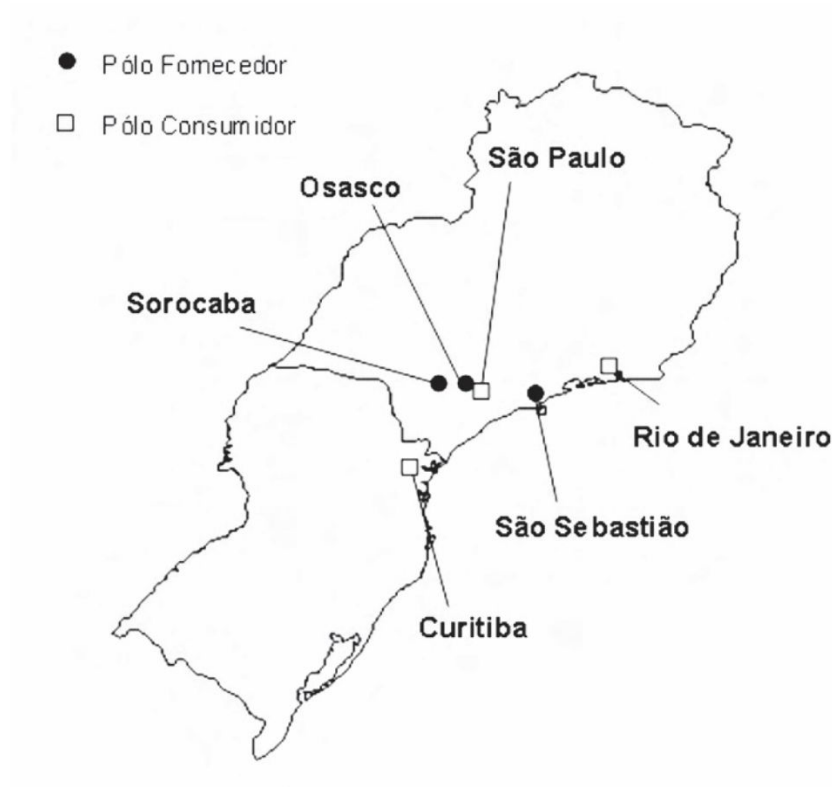 Pólo Fornecedor
Pólo Consumidor
São Paulo
Osasco
Sorocaba
Rio de Janeiro
São Sebastião
Curitiba